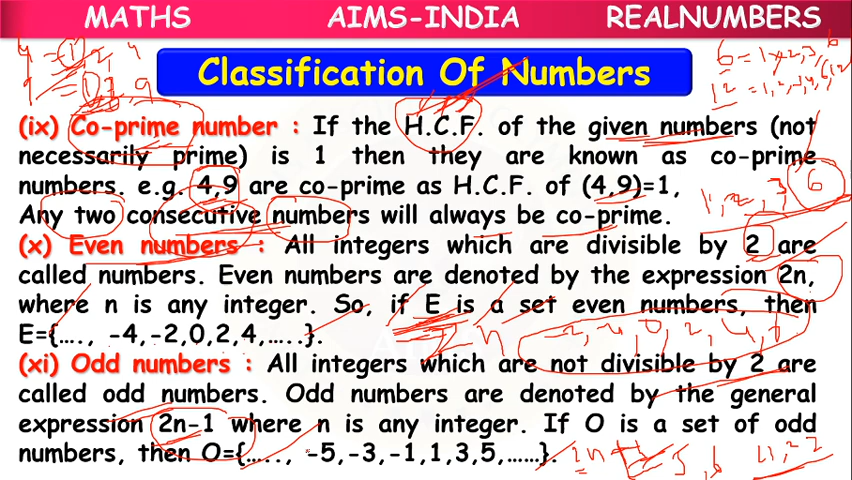 MATHS AIMS-INDIA REALNUMBERS
Classification Of Numbers
(ix) Co-prime number : If the H.C.F. of the given numbers (not
necessarily prime) is 1 then they are known as co-prime
numbers. e.g. 4,9 are co-prime as H.C.F. of (4,9)=1,
Any two consecutive numbers will always be co-prime.
(x) Even numbers : All integers which are divisible by 2 are
called numbers. Even numbers are denoted by the expression 2n,
where n is any integer. So, if E is a set even numbers, then
E={...., -4,-2,0,2,4,.....}.
(xi) Odd numbers : All integers which are not divisible by 2 are
called odd numbers. Odd numbers are denoted by the general
expression 2n-1 where n is any integer. If O is a set of odd
numbers, then O={....., -5,-3,-1,1,3,5,......}.